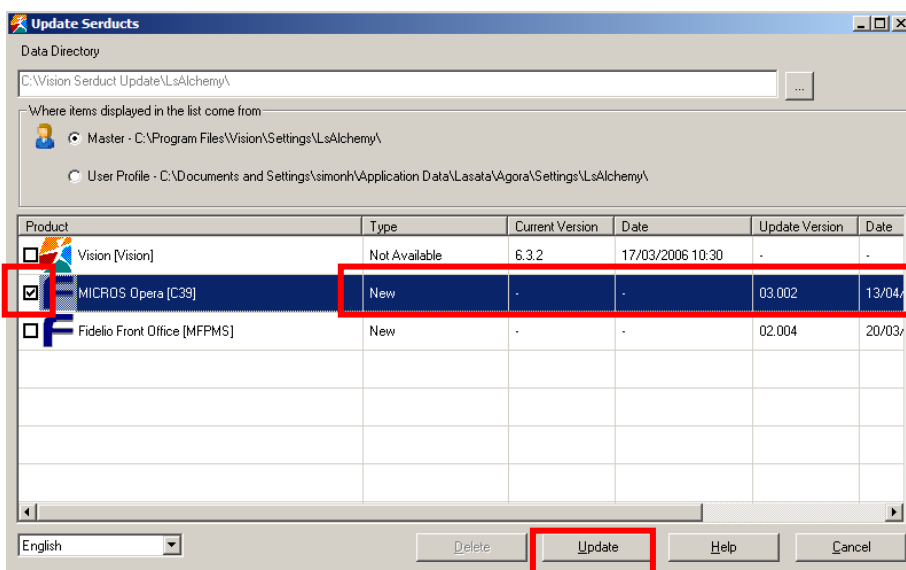 Update Serducts
Data Directory
C:\Vision Serduct Update\LsAlchemy\
...
Where items displayed in the list come from
Master - C:\Program Files\Vision\Settings\LsAlchemy\
User Profile - C:\Documents and Settings\simonh\Application Data\Lasata\Agora\Settings\LsAlchemy\
Product Type Current Version Date Update Version Date
Vision [Vision] Not Available 6.3.2 17/03/2006 10:30 - -
MICROS Opera [C39] New - - 03.002 13/04/
Fidelio Front Office [MFPMS] New - - 02.004 20/03/
English Delete Update Help Cancel